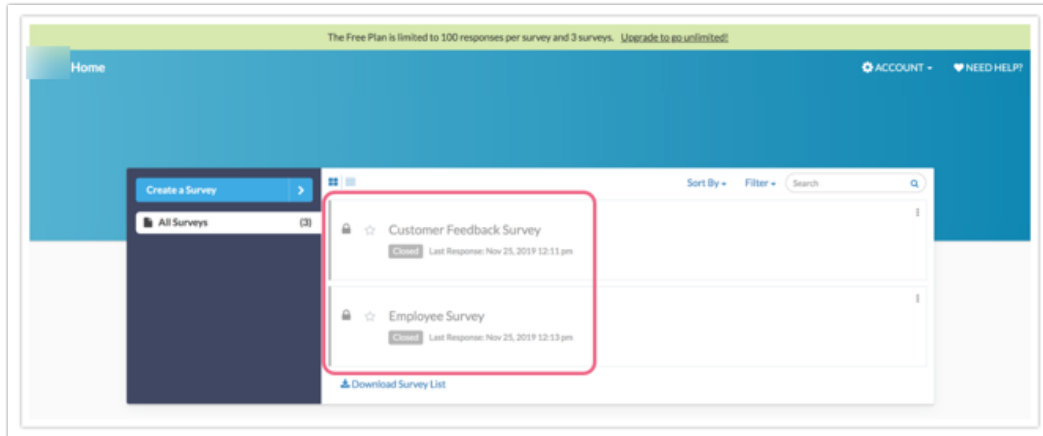 The Free Plan is limited to 100 responses per survey and 3 surveys. Upgrade to go unlimited!
Home
ACCOUNT
NEED HELP?
Create a Survey
Sort By
Filter
Search
All Surveys (3)
Customer Feedback Survey
Closed Last Response: Nov 25, 2019 12:11 pm
Employee Survey
Closed Last Response: Nov 25, 2019 12:13 pm
Download Survey List